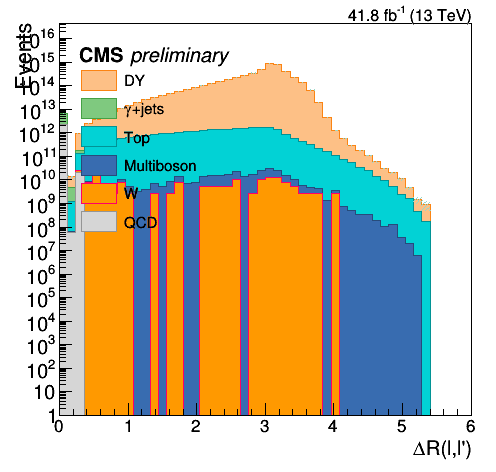 41.8 fb⁻¹ (13 TeV)
Events
CMS preliminary
DY
γ+jets
Top
Multiboson
W
QCD
10¹⁶
10¹⁵
10¹⁴
10¹³
10¹²
10¹¹
10¹⁰
10⁹
10⁸
10⁷
10⁶
10⁵
10⁴
10³
10²
10
1
0 1 2 3 4 5 6
ΔR(l,l')